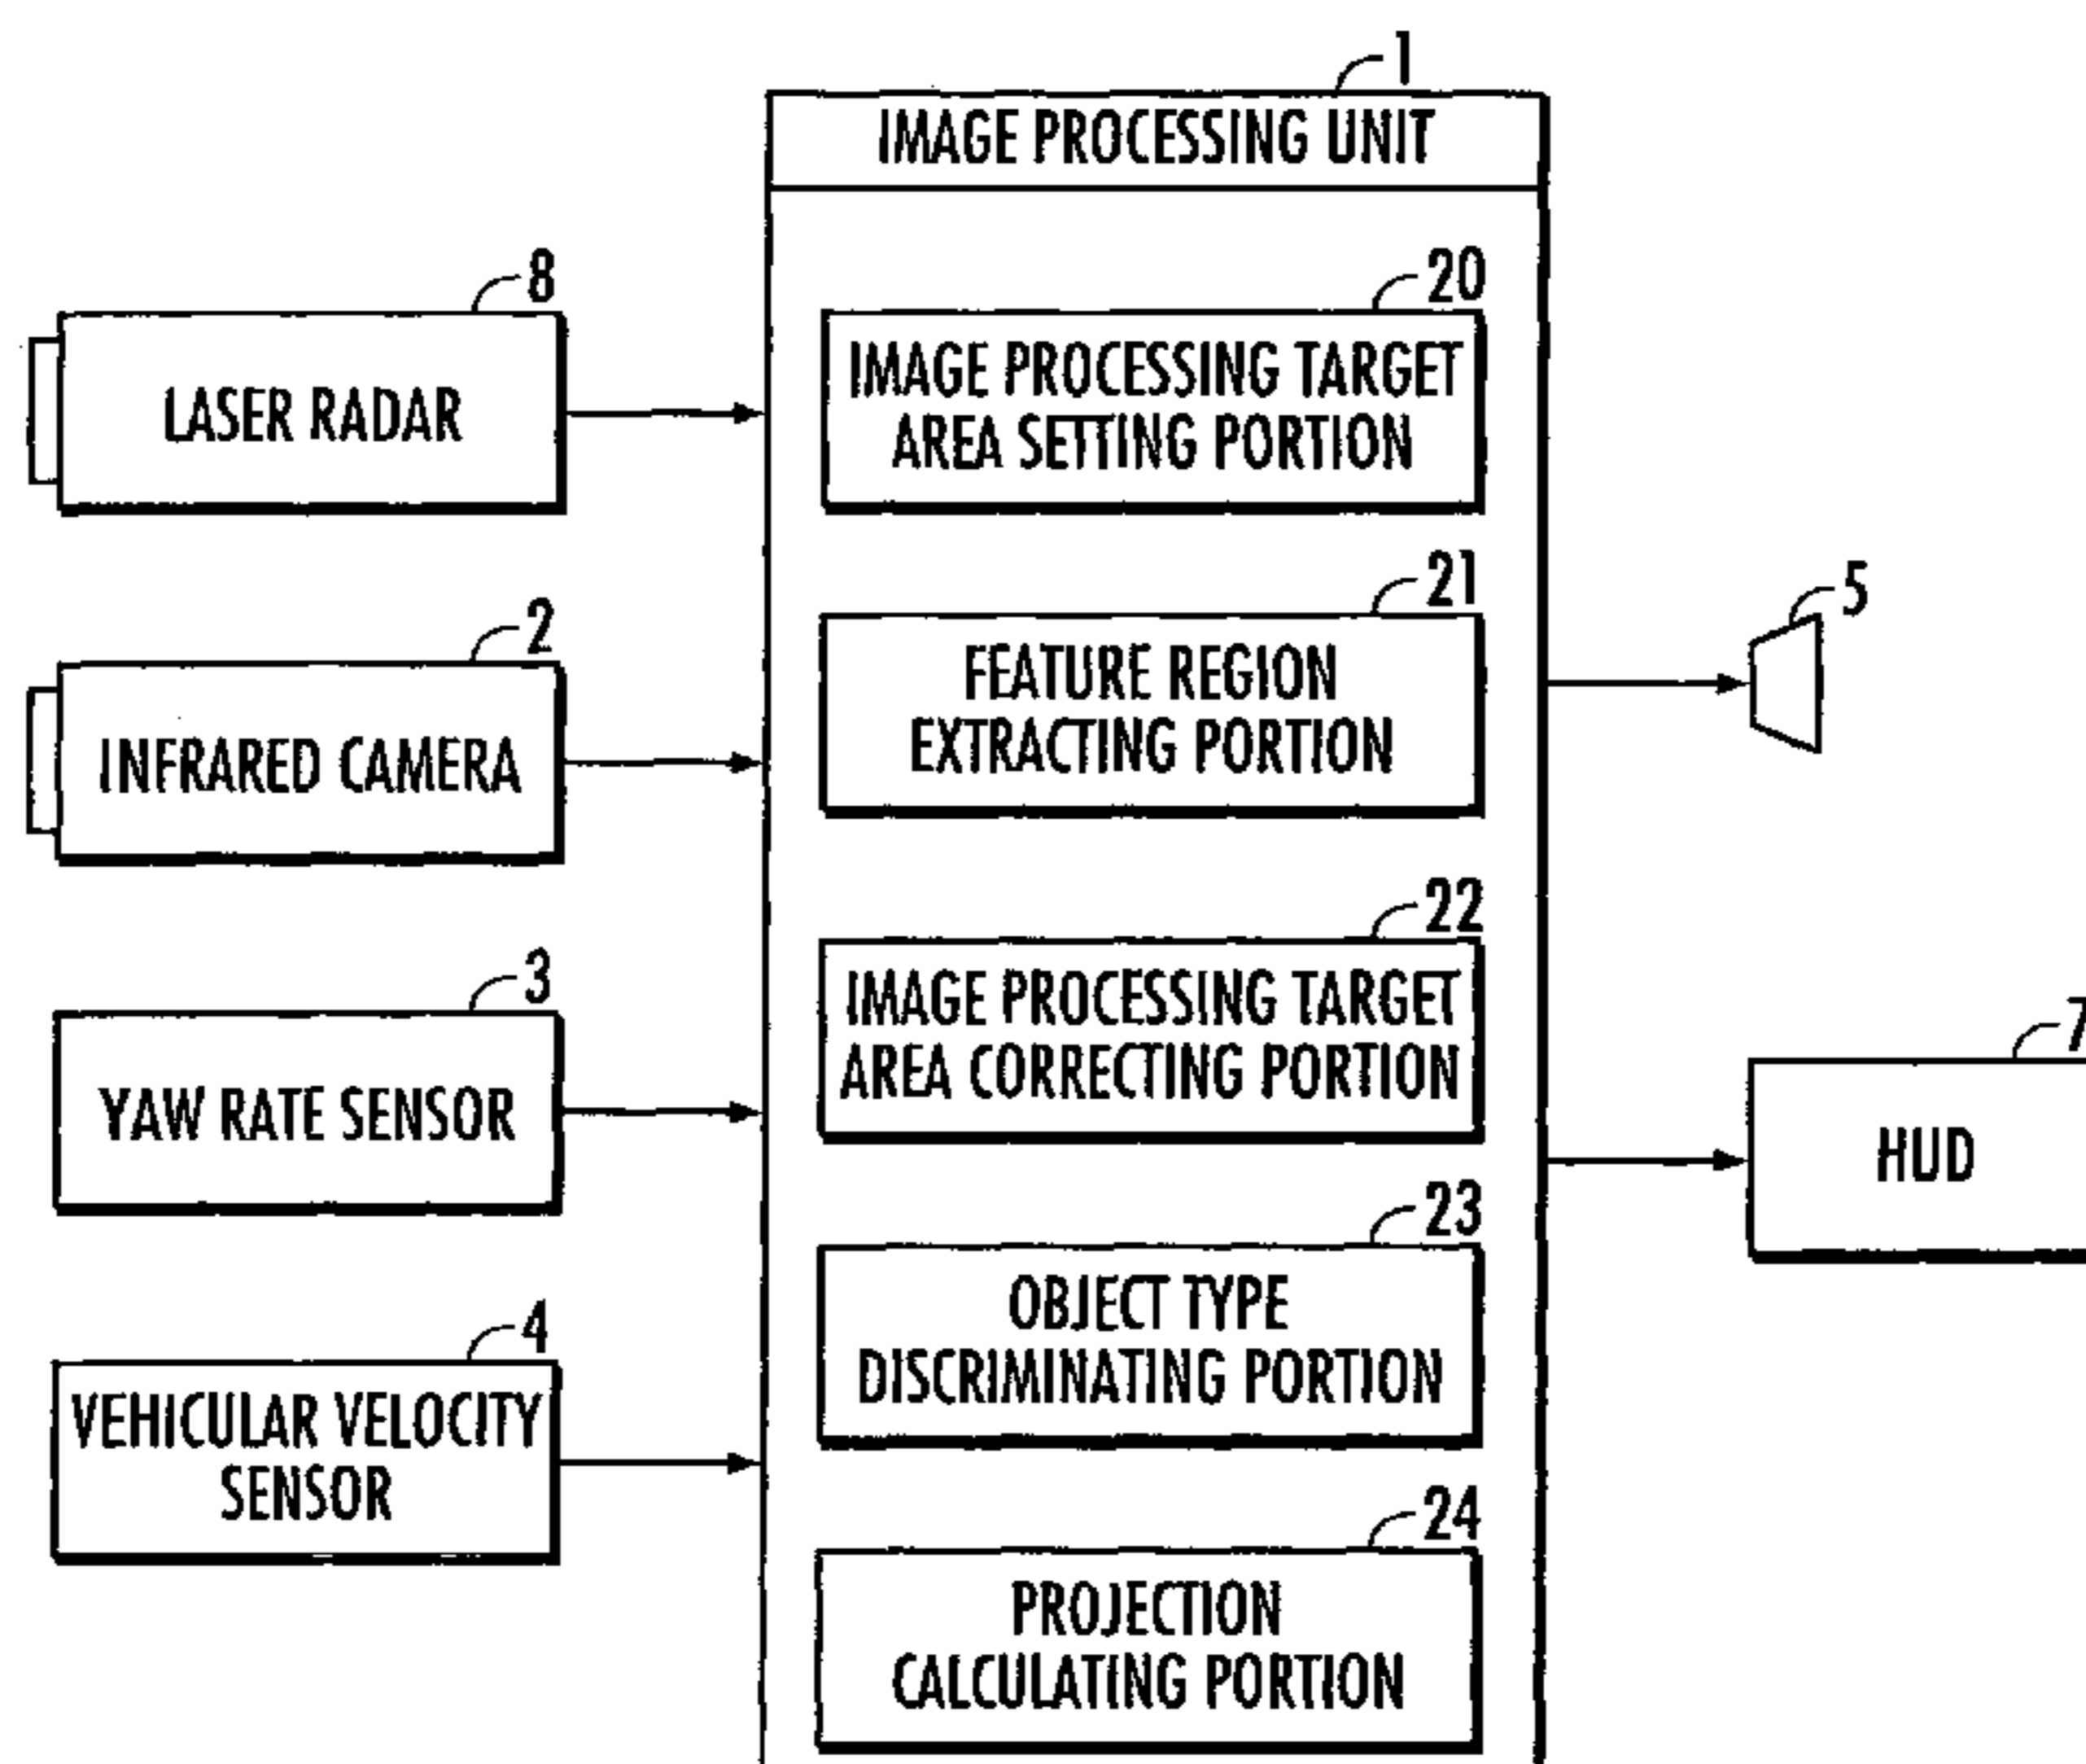 1
IMAGE PROCESSING UNIT
8
LASER RADAR
2
INFRARED CAMERA
3
YAW RATE SENSOR
4
VEHICULAR VELOCITY
SENSOR
20
IMAGE PROCESSING TARGET
AREA SETTING PORTION
21
FEATURE REGION
EXTRACTING PORTION
22
IMAGE PROCESSING TARGET
AREA CORRECTING PORTION
23
OBJECT TYPE
DISCRIMINATING PORTION
24
PROJECTION
CALCULATING PORTION
5
7
HUD